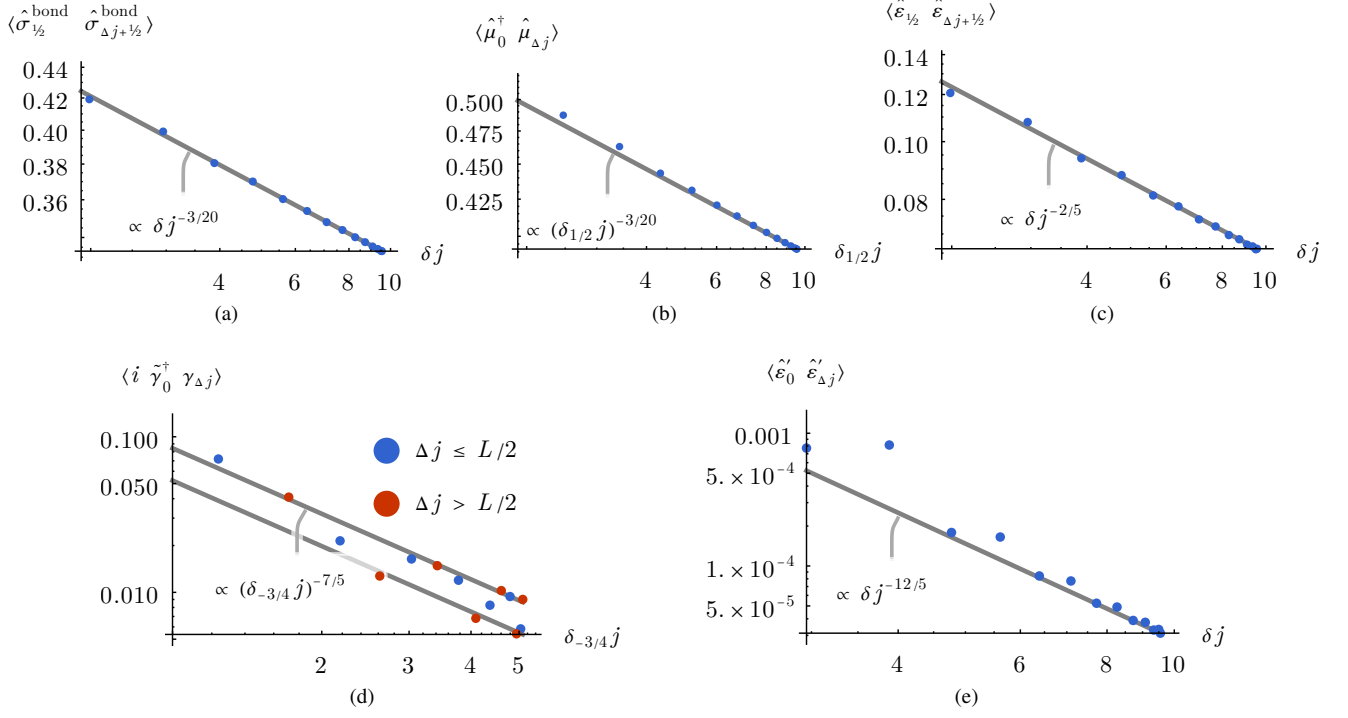 ⟨σ̂^bond_½ σ̂^bond_Δj+½⟩
0.44
0.42
0.40
0.38
0.36
∝ δj^−3/20
4 6 8 10
δj
(a)
⟨μ̂†_0 μ̂_Δj⟩
0.500
0.475
0.450
0.425
∝ (δ_1/2 j)^−3/20
4 6 8 10
δ_1/2 j
(b)
⟨ε̂_½ ε̂_Δj+½⟩
0.14
0.12
0.10
0.08
∝ δj^−2/5
4 6 8 10
δj
(c)
⟨i γ̃†_0 γ_Δj⟩
0.100
0.050
0.010
Δj ≤ L/2
Δj > L/2
∝ (δ_−3/4 j)^−7/5
2 3 4 5
δ_−3/4 j
(d)
⟨ε̂′_0 ε̂′_Δj⟩
0.001
5.×10^−4
1.×10^−4
5.×10^−5
∝ δj^−12/5
4 6 8 10
δj
(e)